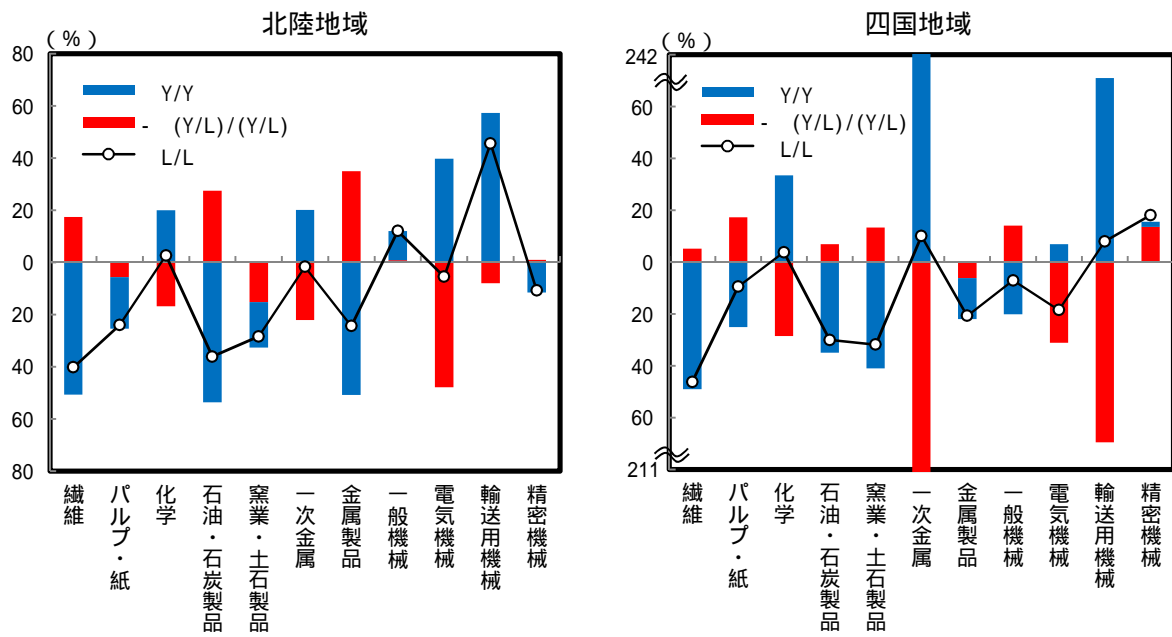 北陸地域
(%)
80
60
40
20
0
20
40
60
80
Y/Y
- (Y/L)/(Y/L)
L/L
繊維
パルプ・紙
化学
石油・石炭製品
窯業・土石製品
一次金属
金属製品
一般機械
電気機械
輸送用機械
精密機械
四国地域
(%)
242
60
40
20
0
20
40
60
211
Y/Y
- (Y/L)/(Y/L)
L/L
繊維
パルプ・紙
化学
石油・石炭製品
窯業・土石製品
一次金属
金属製品
一般機械
電気機械
輸送用機械
精密機械